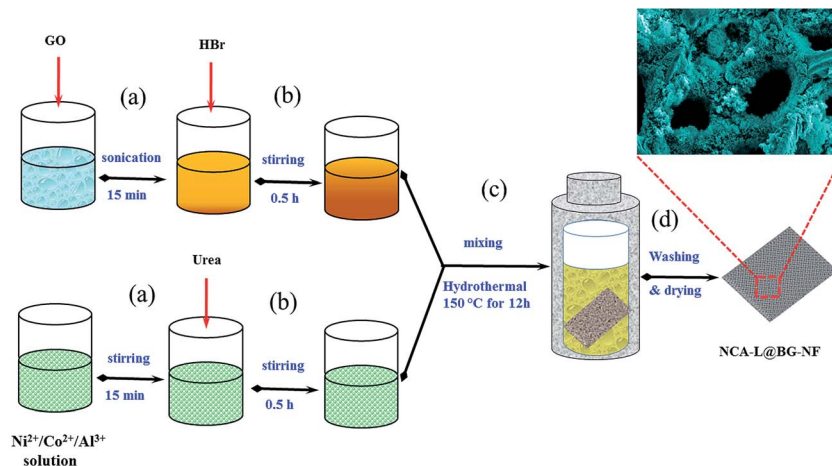 GO
HBr
(a)
(b)
sonication
15 min
stirring
0.5 h
(c)
mixing
Hydrothermal
150 °C for 12h
(d)
Washing
& drying
NCA-L@BG-NF
Urea
(a)
(b)
stirring
15 min
stirring
0.5 h
Ni²⁺/Co²⁺/Al³⁺
solution